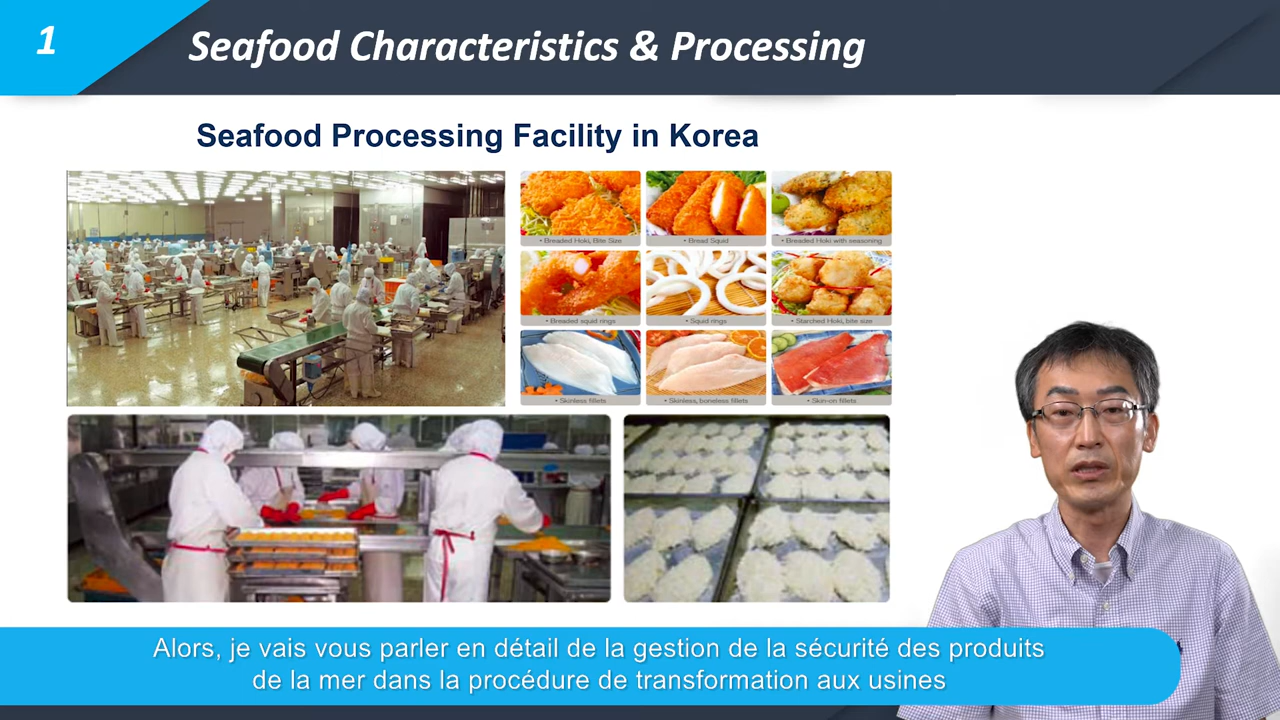 1
Seafood Characteristics & Processing
Seafood Processing Facility in Korea
• Breaded Hoki, Bite Size
• Bread Squid
• Breaded Hoki with seasoning
• Breaded squid rings
• Squid rings
• Starched Hoki, bite size
• Skinless fillets
• Skinless, boneless fillets
• Skin-on fillets
Alors, je vais vous parler en détail de la gestion de la sécurité des produits
de la mer dans la procédure de transformation aux usines